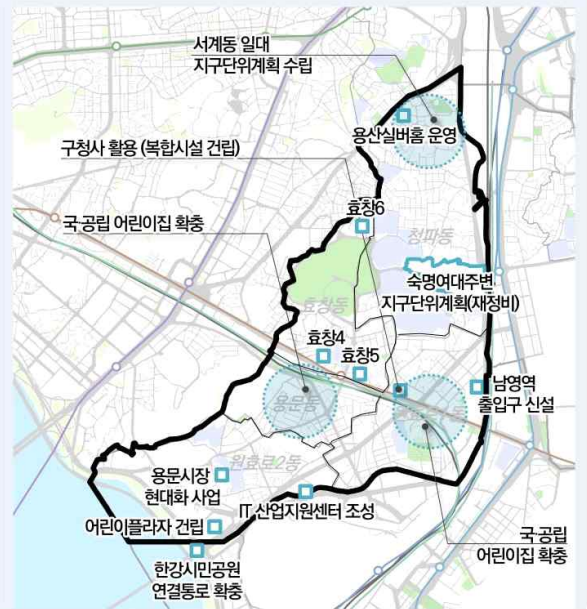 서계동 일대
지구단위계획 수립
용산실버홈 운영
구청사 활용 (복합시설 건립)
효창6
국·공립 어린이집 확충
청파동
숙명여대주변
지구단위계획(재정비)
효창동
효창4
효창5
남영역
출입구 신설
용문동
원효로2동
용문시장
현대화 사업
IT 산업지원센터 조성
어린이플라자 건립
국·공립
어린이집 확충
한강시민공원
연결통로 확충